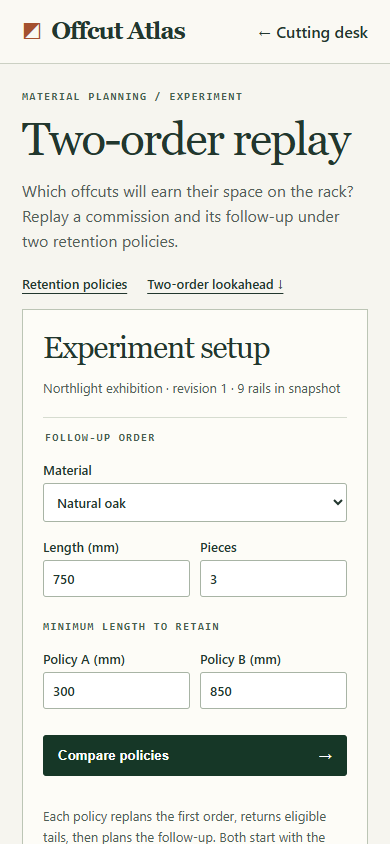 Offcut Atlas
← Cutting desk
MATERIAL PLANNING / EXPERIMENT
Two-order replay
Which offcuts will earn their space on the rack?
Replay a commission and its follow-up under
two retention policies.
Retention policies
Two-order lookahead ↓
Experiment setup
Northlight exhibition · revision 1 · 9 rails in snapshot
FOLLOW-UP ORDER
Material
Natural oak
Length (mm)
Pieces
750
3
MINIMUM LENGTH TO RETAIN
Policy A (mm)
Policy B (mm)
300
850
Compare policies →
Each policy replans the first order, returns eligible
tails, then plans the follow-up. Both start with the